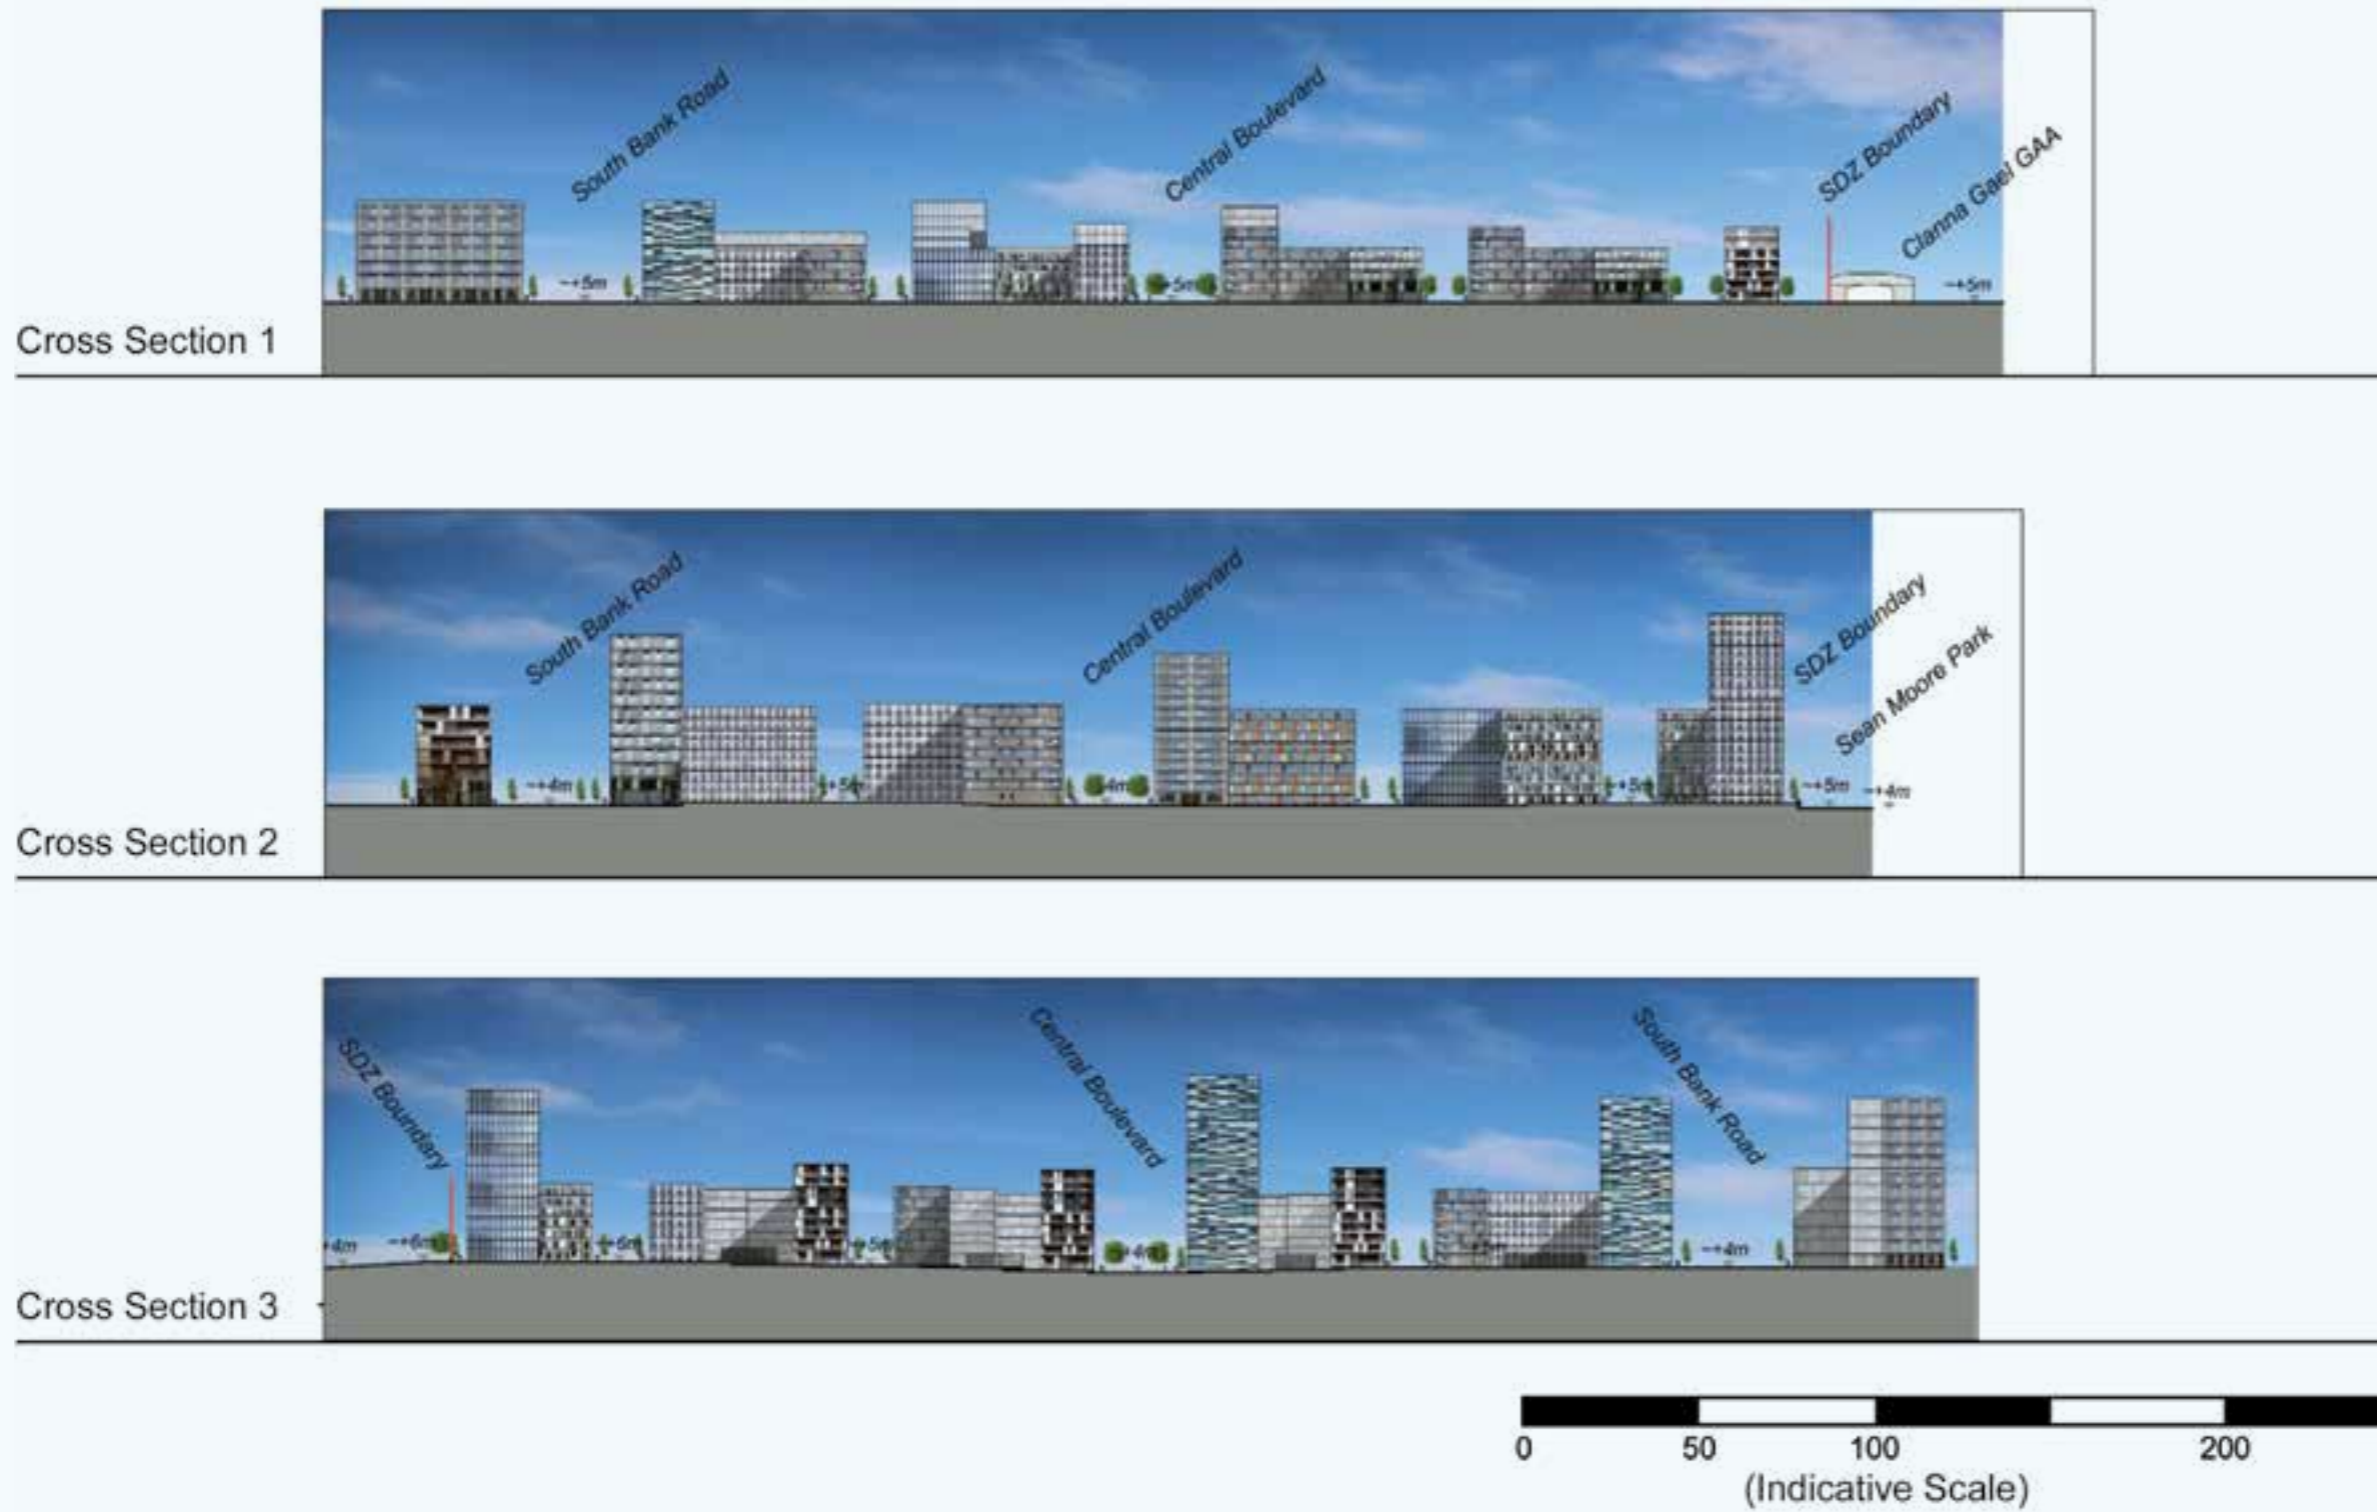 South Bank Road
Central Boulevard
SDZ Boundary
Clanna Gael GAA
~+5m
+5m
~+5m
Cross Section 1
South Bank Road
Central Boulevard
SDZ Boundary
Sean Moore Park
~+4m
+5m
4m
+5m
~+5m
~+4m
Cross Section 2
SDZ Boundary
Central Boulevard
South Bank Road
+4m
~+6m
+6m
+5m
+4m
~+4m
Cross Section 3
0 50 100 200
(Indicative Scale)